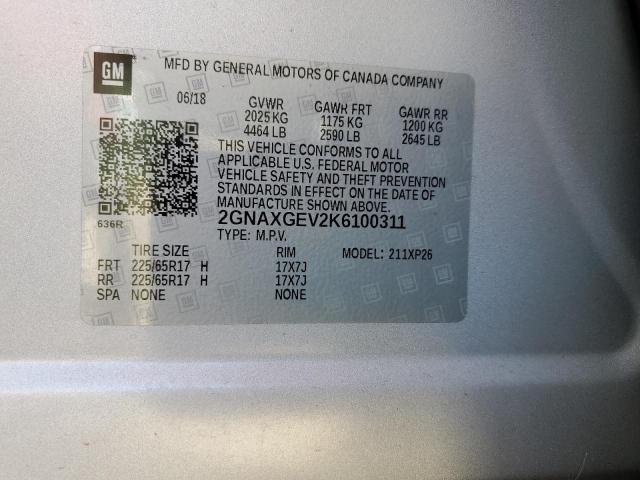 GM
MFD BY GENERAL MOTORS OF CANADA COMPANY
06/18 GVWR GAWR FRT GAWR RR
2025 KG 1175 KG 1200 KG
4464 LB 2590 LB 2645 LB
THIS VEHICLE CONFORMS TO ALL
APPLICABLE U.S. FEDERAL MOTOR
VEHICLE SAFETY AND THEFT PREVENTION
STANDARDS IN EFFECT ON THE DATE OF
MANUFACTURE SHOWN ABOVE.
2GNAXGEV2K6100311
636R
TYPE: M.P.V.
TIRE SIZE RIM MODEL: 211XP26
FRT 225/65R17 H 17X7J
RR 225/65R17 H 17X7J
SPA NONE NONE